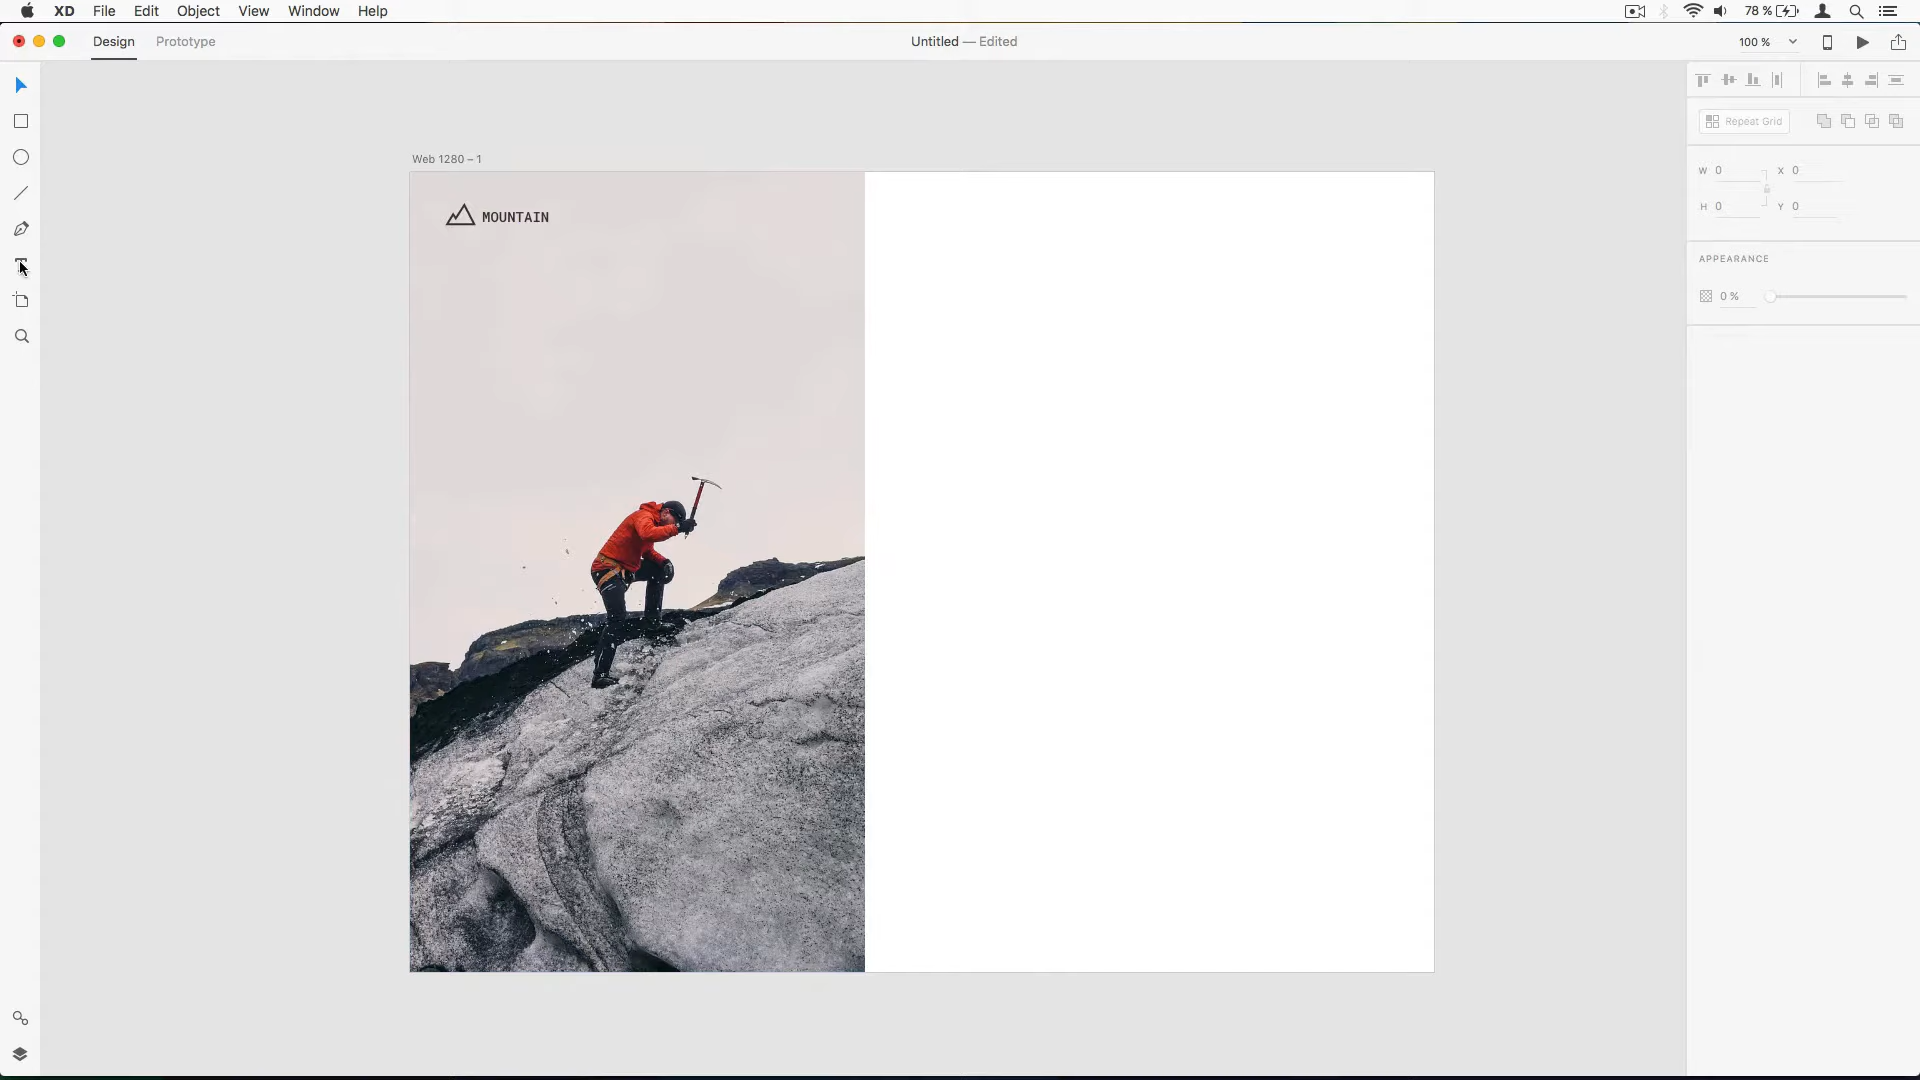 XD File Edit Object View Window Help 78 %
Design Prototype Untitled — Edited 100 %
Repeat Grid
Web 1280 – 1
W 0 X 0
H 0 Y 0
MOUNTAIN
APPEARANCE
0 %